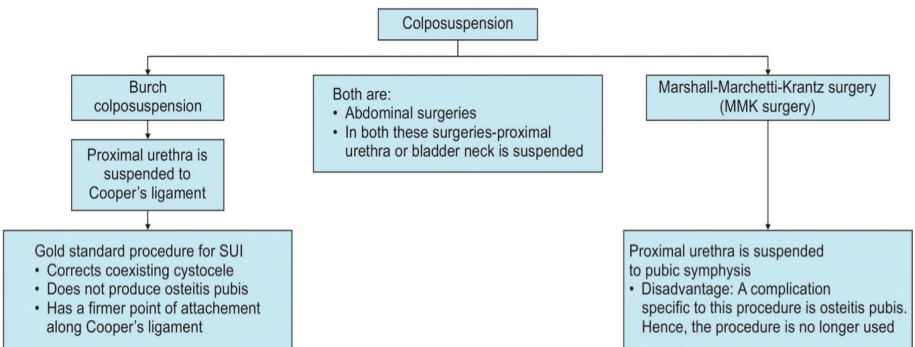 Colposuspension
Burch
colposuspension
Both are:
• Abdominal surgeries
• In both these surgeries-proximal
urethra or bladder neck is suspended
Marshall-Marchetti-Krantz surgery
(MMK surgery)
Proximal urethra is
suspended to
Cooper's ligament
Gold standard procedure for SUI
• Corrects coexisting cystocele
• Does not produce osteitis pubis
• Has a firmer point of attachement
along Cooper's ligament
Proximal urethra is suspended
to pubic symphysis
• Disadvantage: A complication
specific to this procedure is osteitis pubis.
Hence, the procedure is no longer used